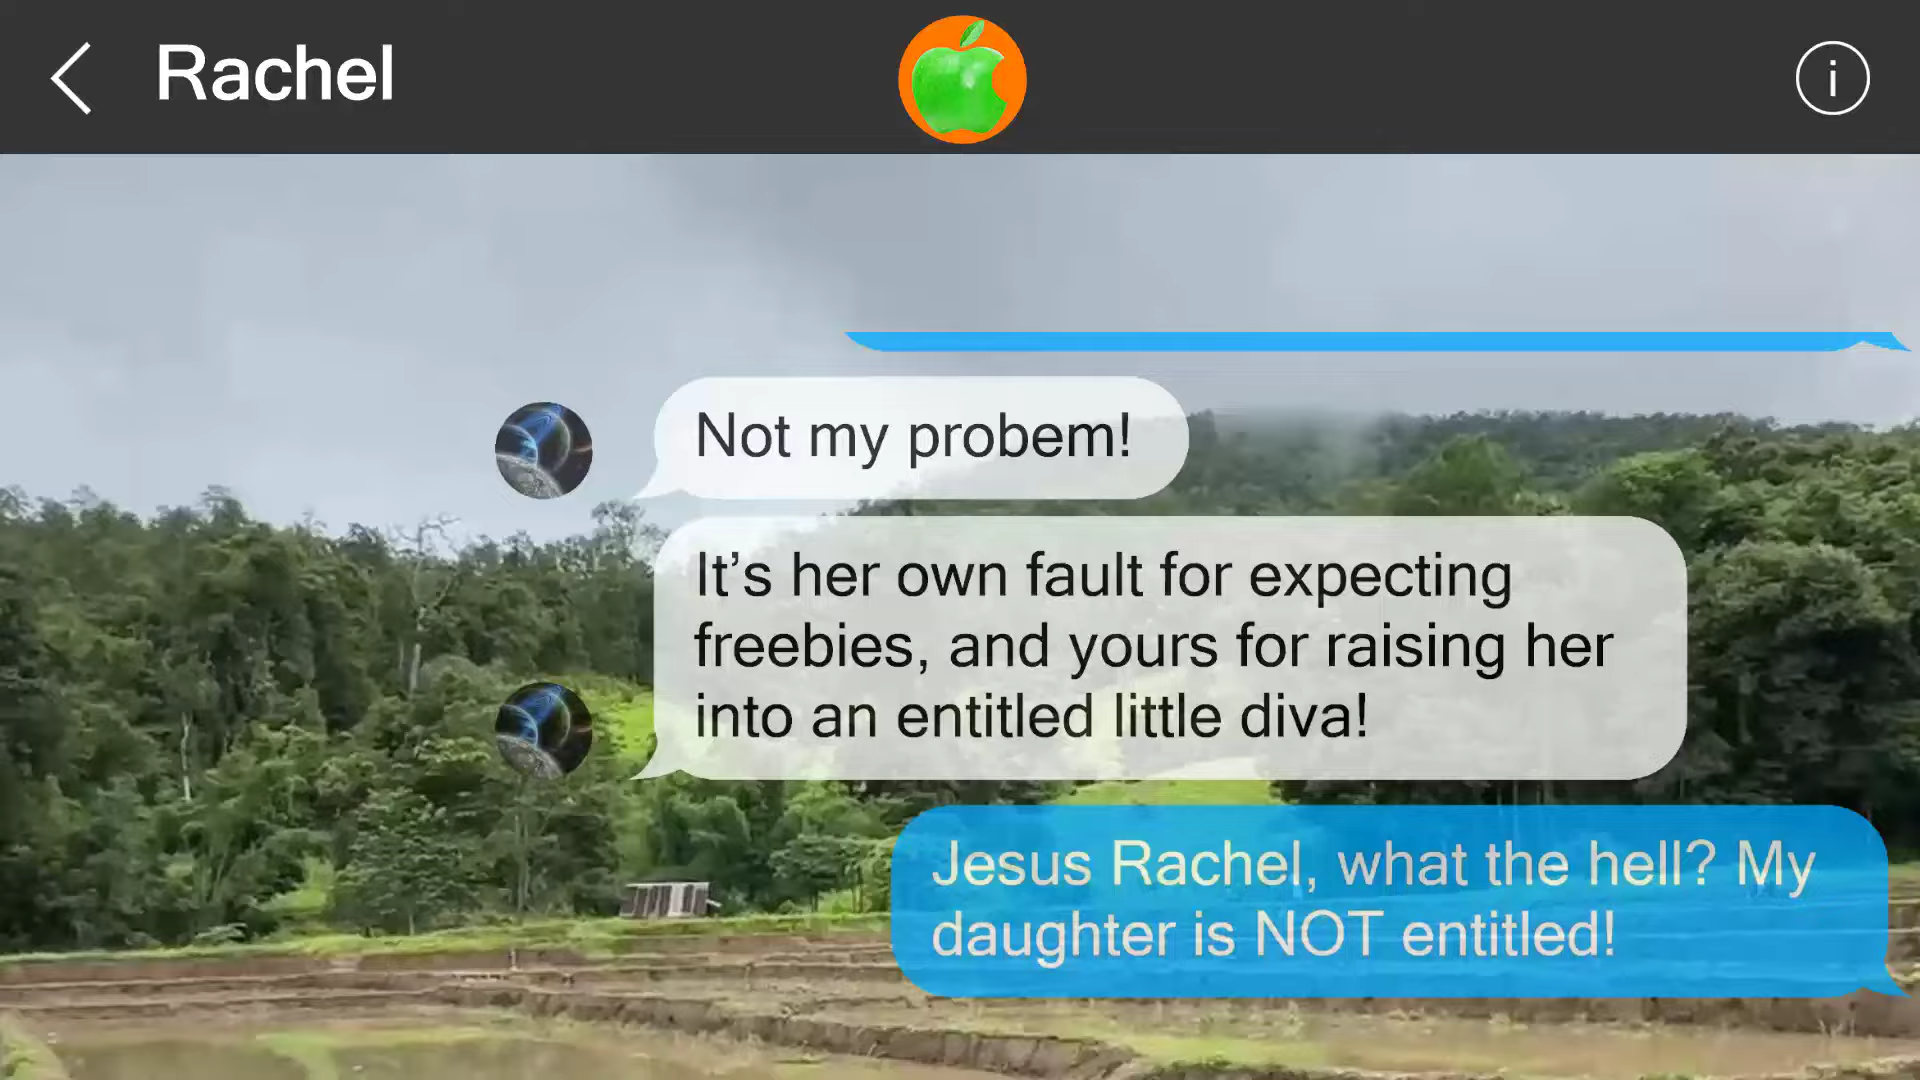 Rachel
i
Not my probem!
It’s her own fault for expecting
freebies, and yours for raising her
into an entitled little diva!
Jesus Rachel, what the hell? My
daughter is NOT entitled!